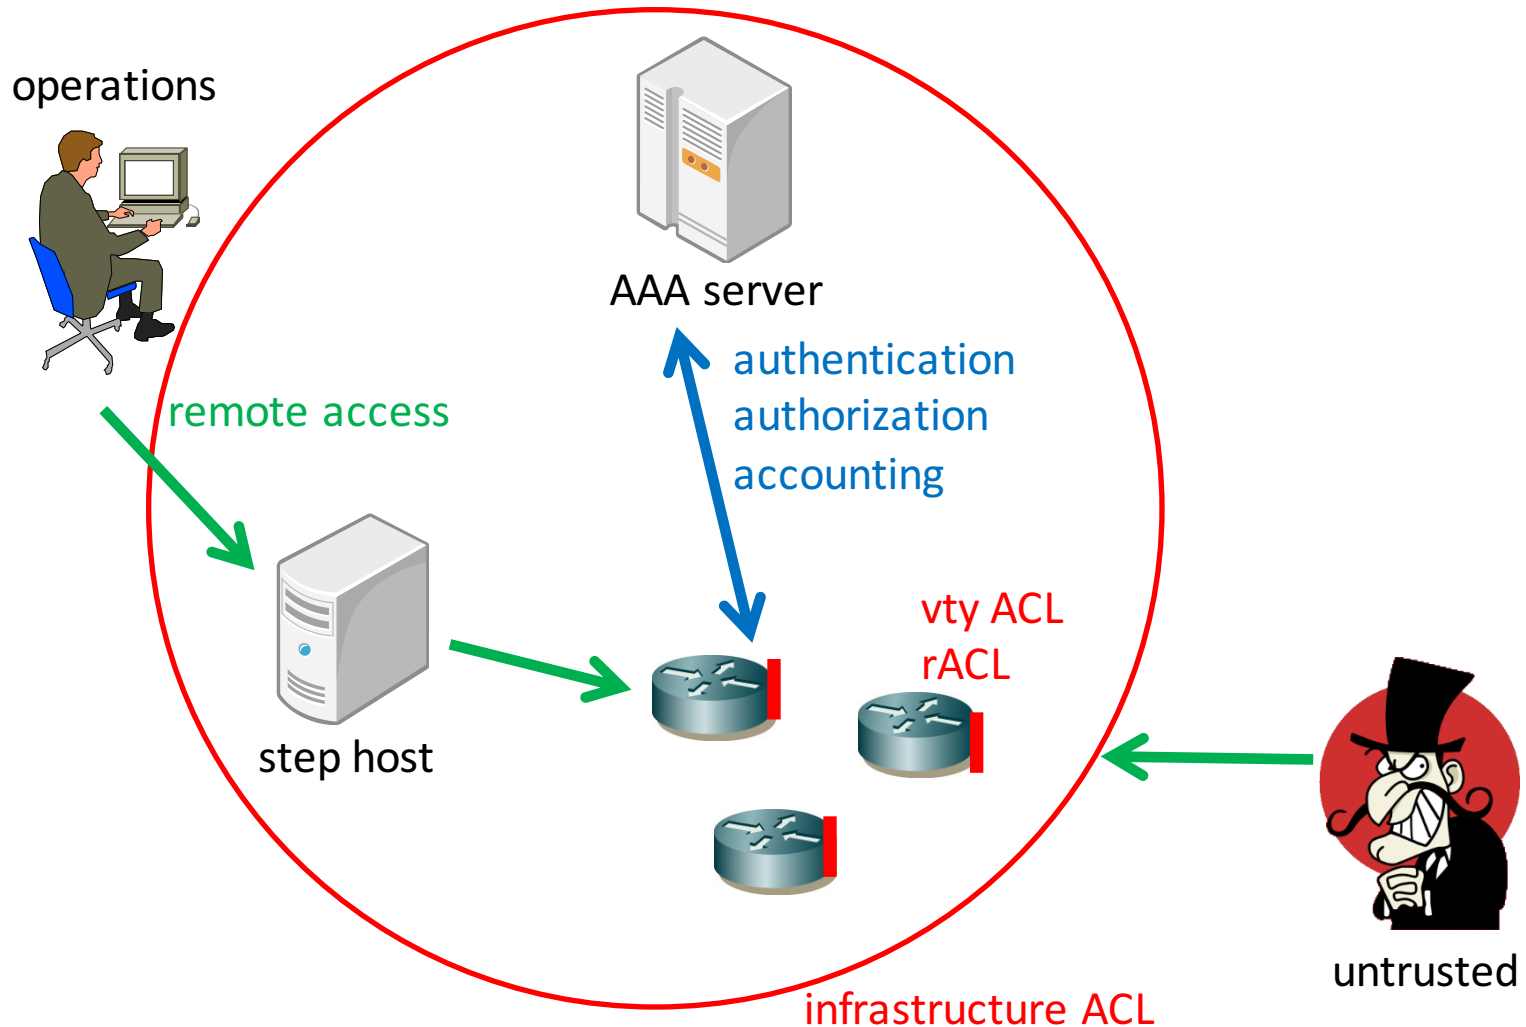 operations
AAA server
authentication
authorization
accounting
remote access
vty ACL
rACL
step host
untrusted
infrastructure ACL